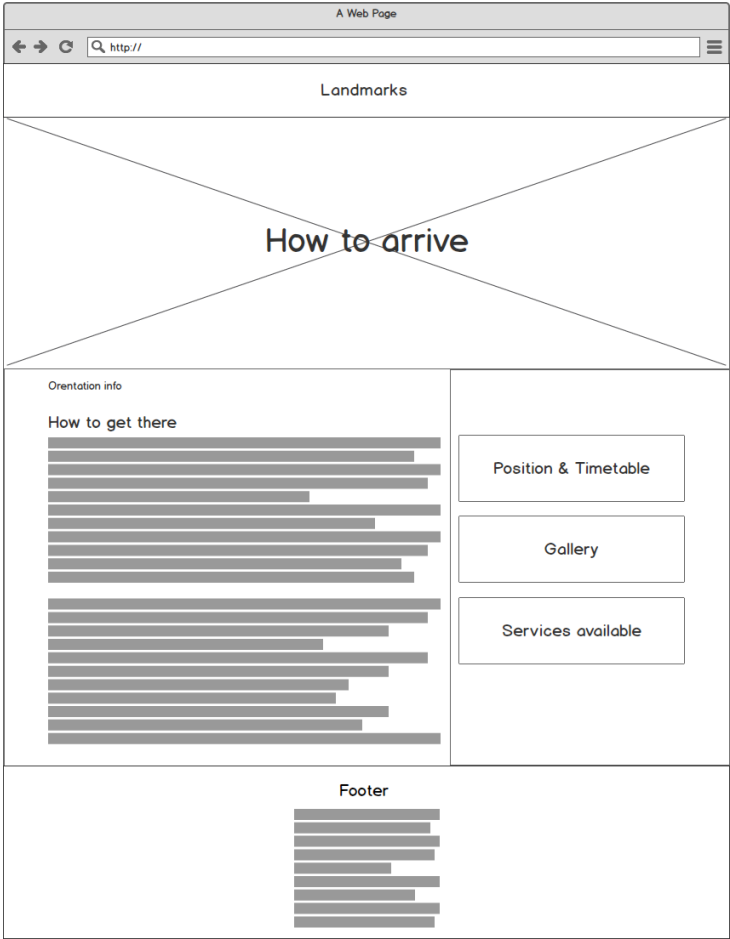 A Web Page
http://
Landmarks
How to arrive
Orentation info
How to get there
Position & Timetable
Gallery
Services available
Footer